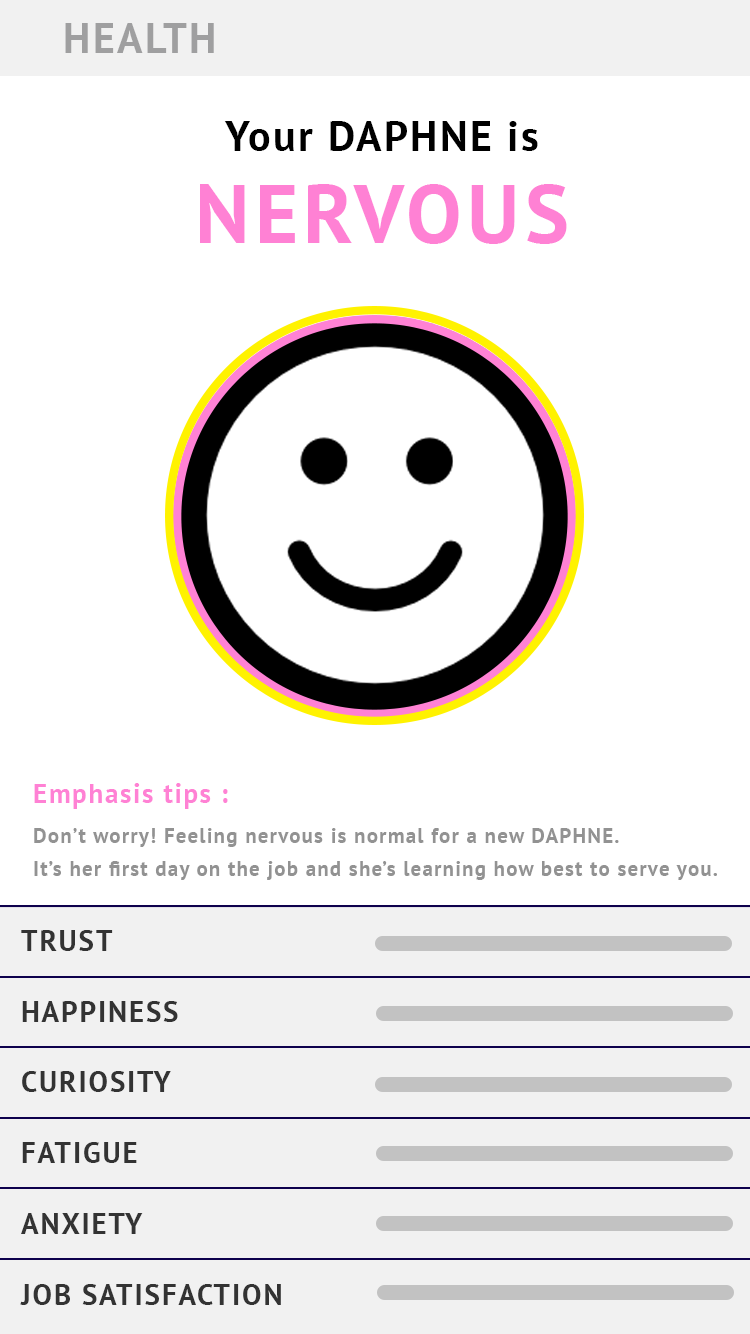 HEALTH
Your DAPHNE is
NERVOUS
Emphasis tips :
Don’t worry! Feeling nervous is normal for a new DAPHNE.
It’s her first day on the job and she’s learning how best to serve you.
TRUST
HAPPINESS
CURIOSITY
FATIGUE
ANXIETY
JOB SATISFACTION